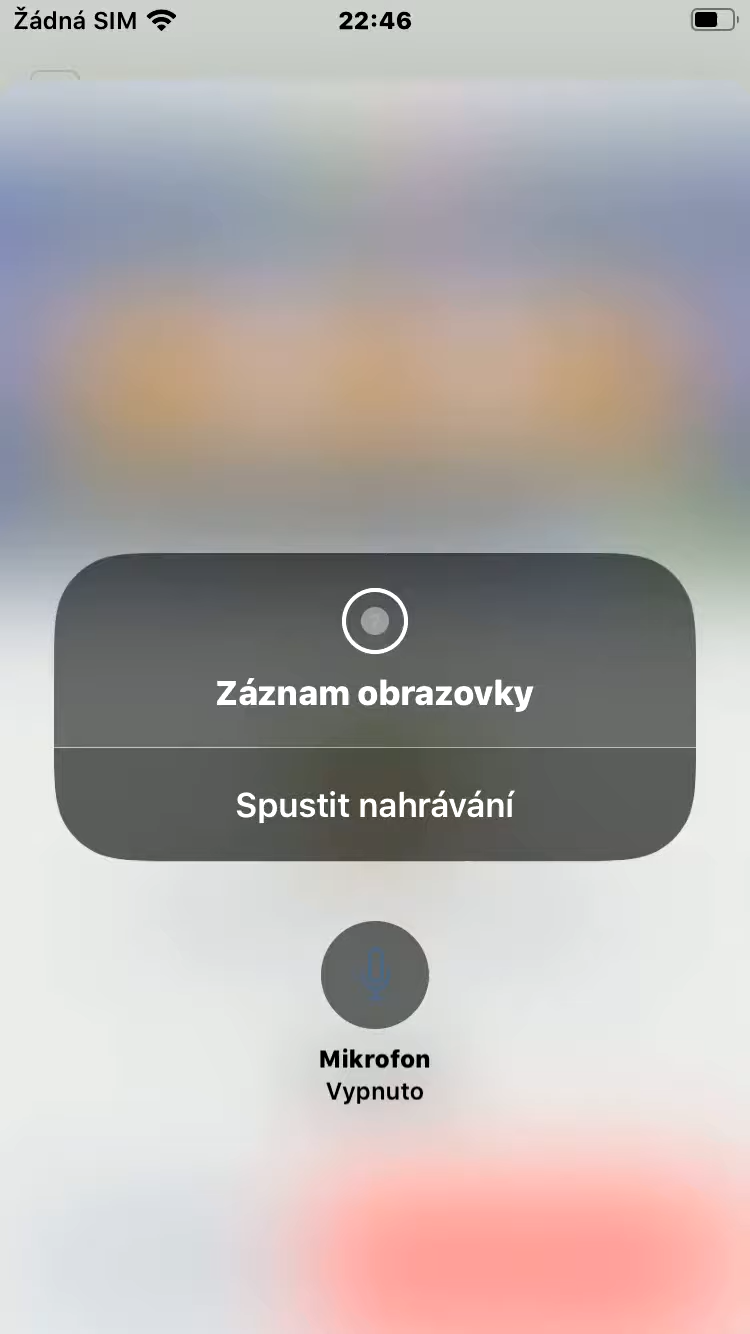 Žádná SIM 22:46
Záznam obrazovky
Spustit nahrávání
Mikrofon
Vypnuto